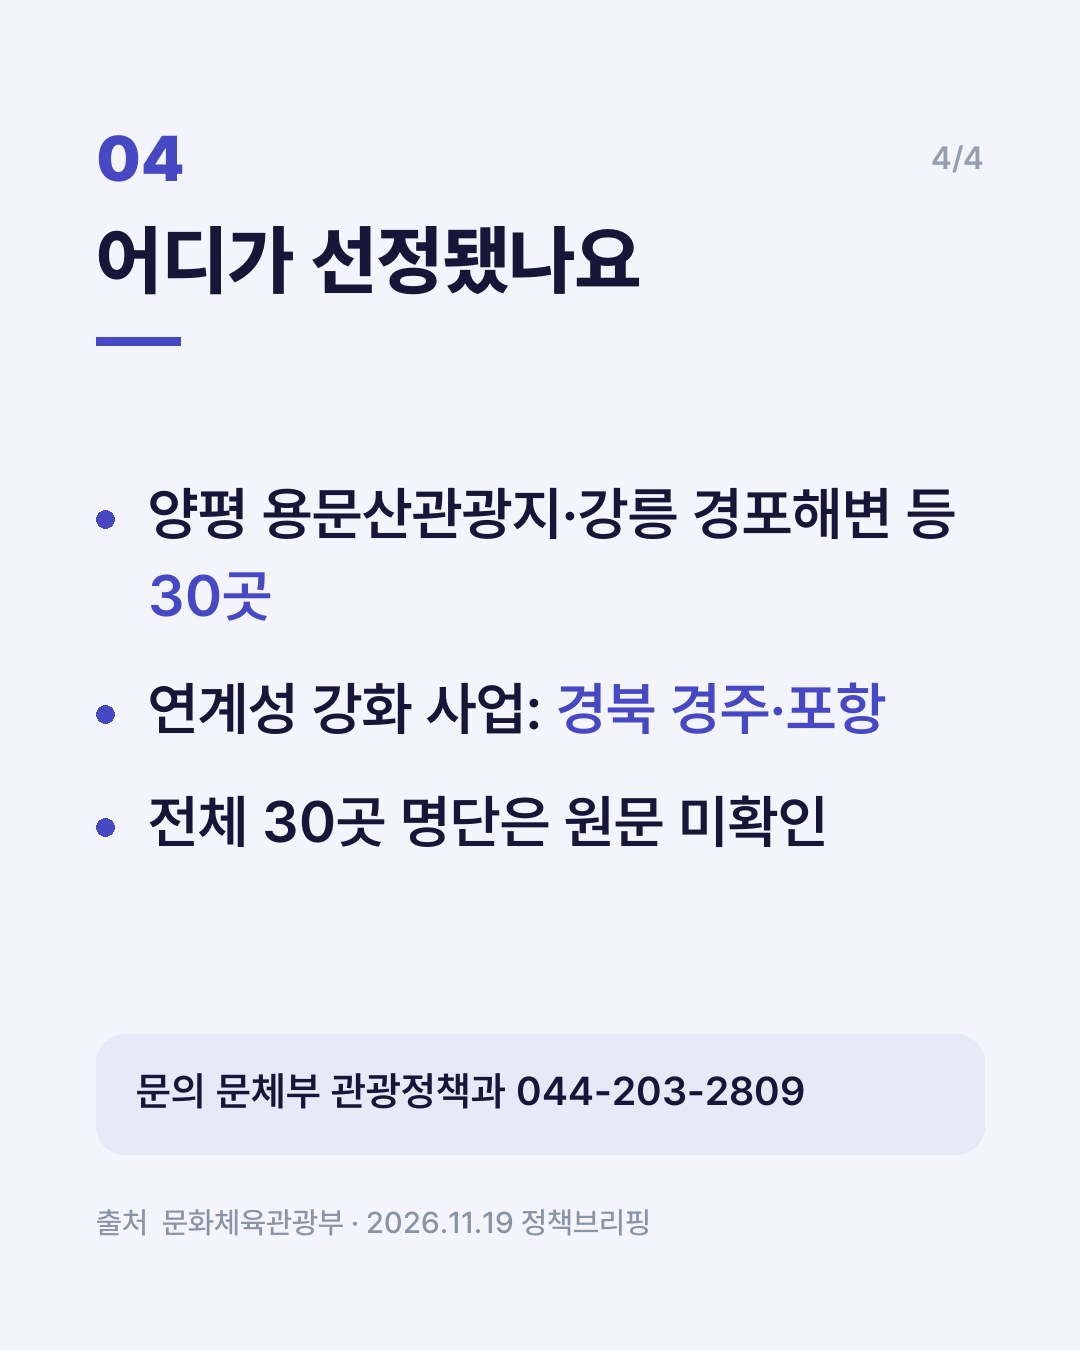 04
4/4
어디가 선정됐나요
양평 용문산관광지·강릉 경포해변 등
30곳
연계성 강화 사업: 경북 경주·포항
전체 30곳 명단은 원문 미확인
문의 문체부 관광정책과 044-203-2809
출처 문화체육관광부 · 2026.11.19 정책브리핑